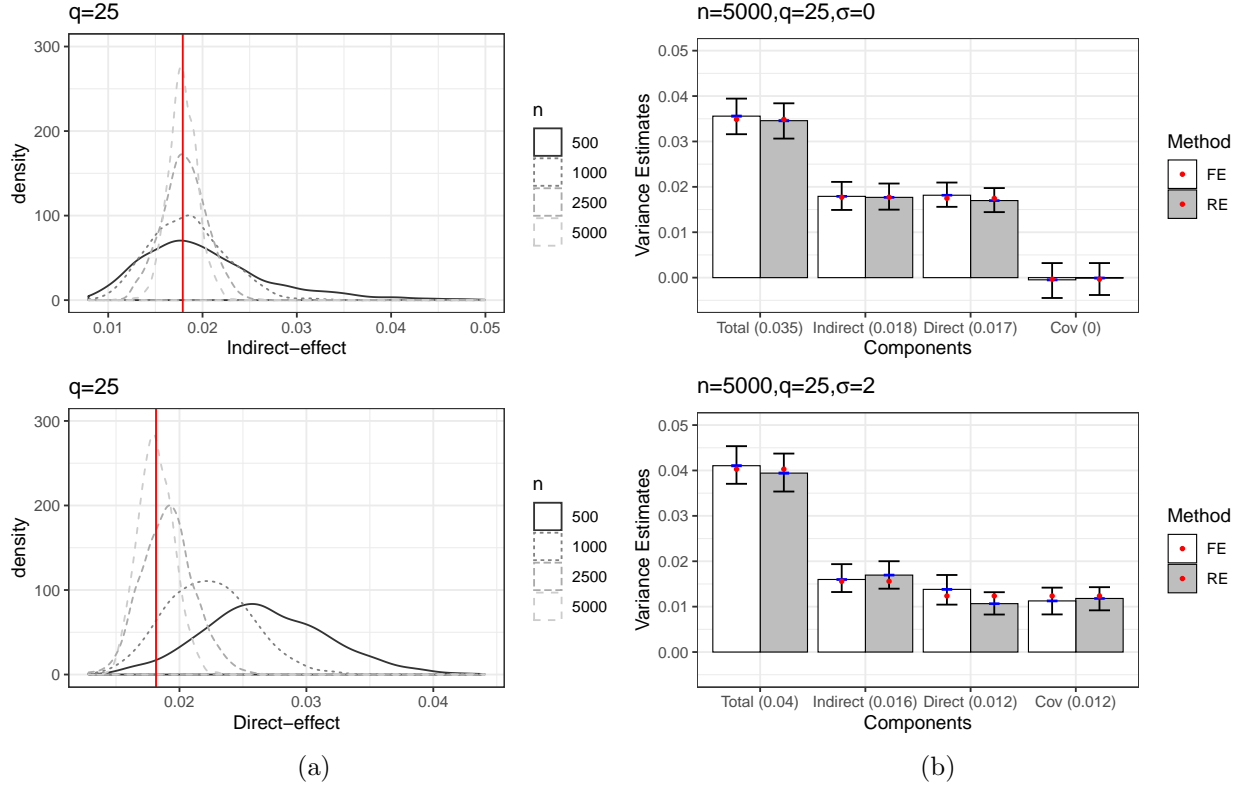 q=25
300
200
100
0
density
0.01 0.02 0.03 0.04 0.05
Indirect−effect
n
500
1000
2500
5000
q=25
300
200
100
0
density
0.02 0.03 0.04
Direct−effect
n
500
1000
2500
5000
(a)
n=5000,q=25,σ=0
0.05
0.04
0.03
0.02
0.01
0.00
Variance Estimates
Total (0.035) Indirect (0.018) Direct (0.017) Cov (0)
Components
Method
FE
RE
n=5000,q=25,σ=2
0.05
0.04
0.03
0.02
0.01
0.00
Variance Estimates
Total (0.04) Indirect (0.016) Direct (0.012) Cov (0.012)
Components
Method
FE
RE
(b)